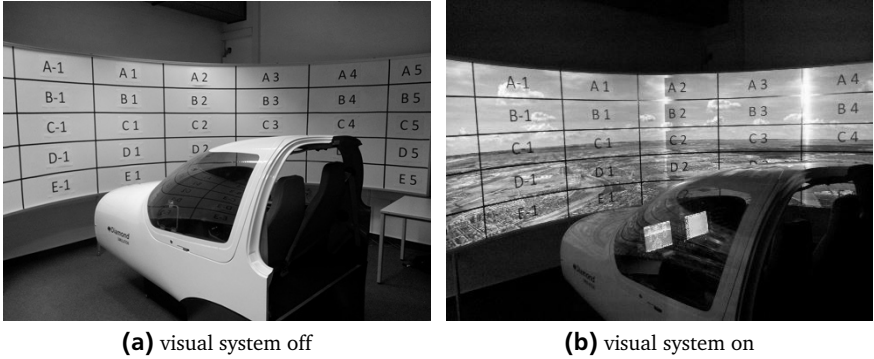 A-1 A 1 A 2 A 3 A 4 A 5
B-1 B 1 B 2 B 3 B 4 B 5
C-1 C 1 C 2 C 3 C 4 C 5
D-1 D 1 D 2 D 5
E-1 E 1 E 5
Diamond
(a) visual system off
A-1 A 1 A 2 A 3 A 4
B-1 B 1 B 2 B 3 B 4
C-1 C 1 C 2 C 3 C 4
D-1 D 1 D 2
E-1 E 1
Diamond
(b) visual system on